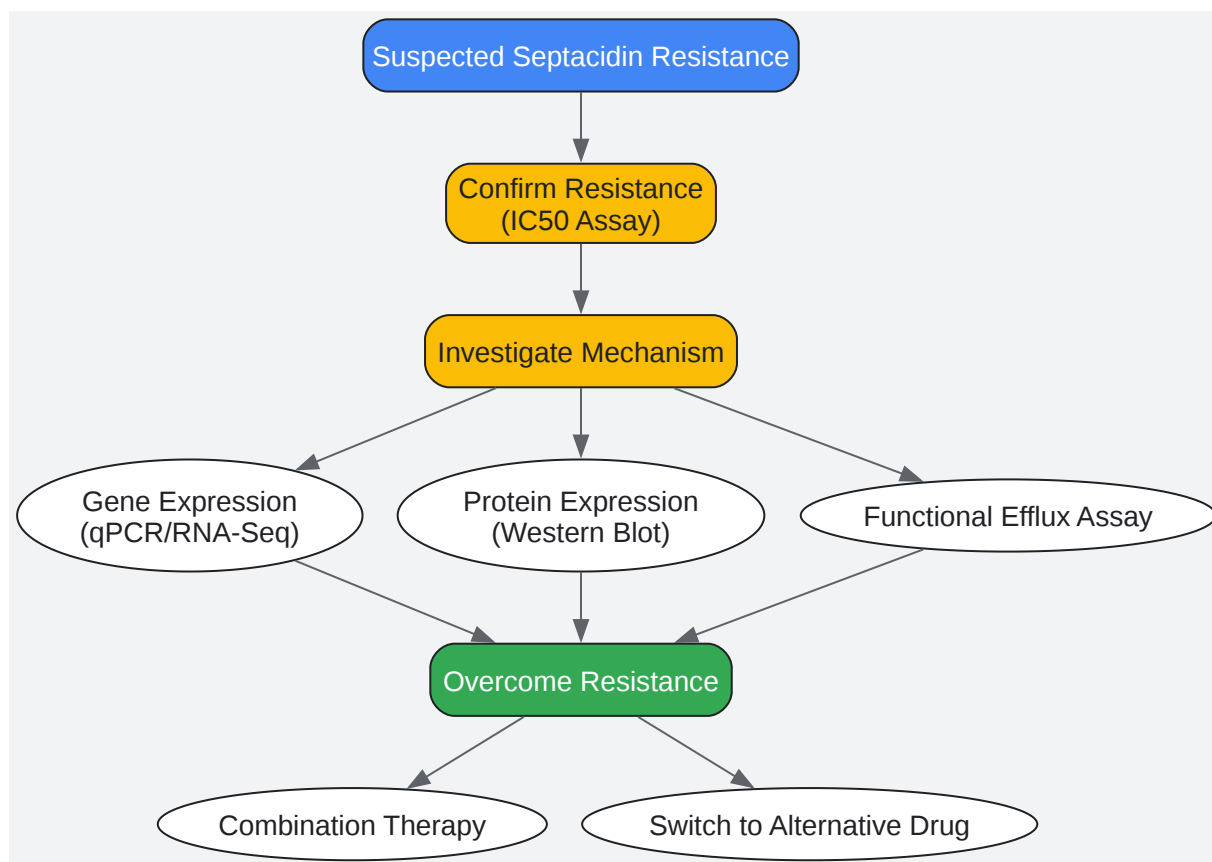 Suspected Septacidin Resistance
Confirm Resistance
(IC50 Assay)
Investigate Mechanism
Gene Expression
(qPCR/RNA-Seq)
Protein Expression
(Western Blot)
Functional Efflux Assay
Overcome Resistance
Combination Therapy
Switch to Alternative Drug